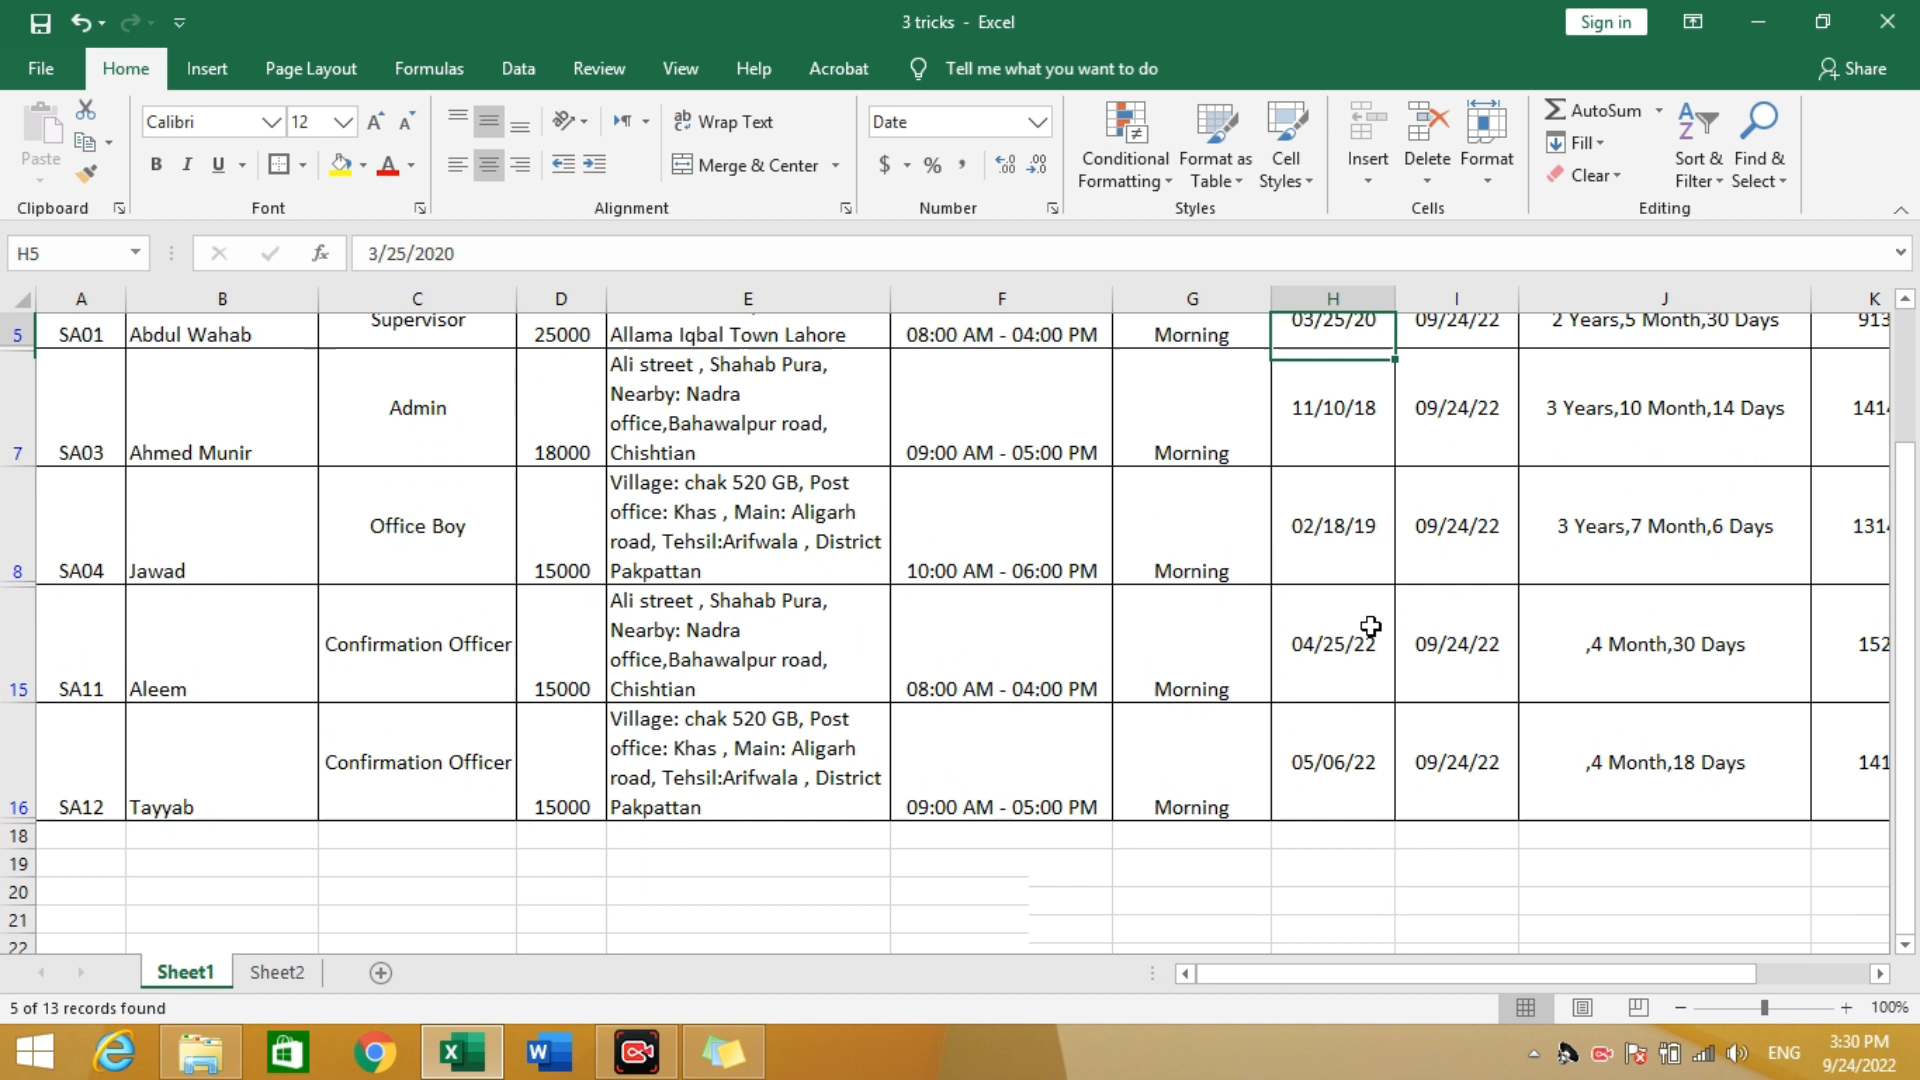 3 tricks - Excel
Sign in
File Home Insert Page Layout Formulas Data Review View Help Acrobat Tell me what you want to do Share
Paste
Clipboard
Calibri 12
B I U
Font
Wrap Text
Merge & Center
Alignment
Date
$ % ,
Number
Conditional Formatting
Format as Table
Cell Styles
Styles
Insert Delete Format
Cells
AutoSum
Fill
Clear
Sort & Filter
Find & Select
Editing
H5 fx 3/25/2020
A B C D E F G H I J K
5 SA01 Abdul Wahab Supervisor 25000 Allama Iqbal Town Lahore 08:00 AM - 04:00 PM Morning 03/25/20 09/24/22 2 Years,5 Month,30 Days 913
Ali street , Shahab Pura,
Nearby: Nadra
Admin 11/10/18 09/24/22 3 Years,10 Month,14 Days 141
office,Bahawalpur road,
7 SA03 Ahmed Munir 18000 Chishtian 09:00 AM - 05:00 PM Morning
Village: chak 520 GB, Post
office: Khas , Main: Aligarh
Office Boy 02/18/19 09/24/22 3 Years,7 Month,6 Days 131
road, Tehsil:Arifwala , District
8 SA04 Jawad 15000 Pakpattan 10:00 AM - 06:00 PM Morning
Ali street , Shahab Pura,
Nearby: Nadra
Confirmation Officer 04/25/22 09/24/22 ,4 Month,30 Days 152
office,Bahawalpur road,
15 SA11 Aleem 15000 Chishtian 08:00 AM - 04:00 PM Morning
Village: chak 520 GB, Post
office: Khas , Main: Aligarh
Confirmation Officer 05/06/22 09/24/22 ,4 Month,18 Days 141
road, Tehsil:Arifwala , District
16 SA12 Tayyab 15000 Pakpattan 09:00 AM - 05:00 PM Morning
18
19
20
21
22
Sheet1 Sheet2
5 of 13 records found 100%
ENG 3:30 PM
9/24/2022